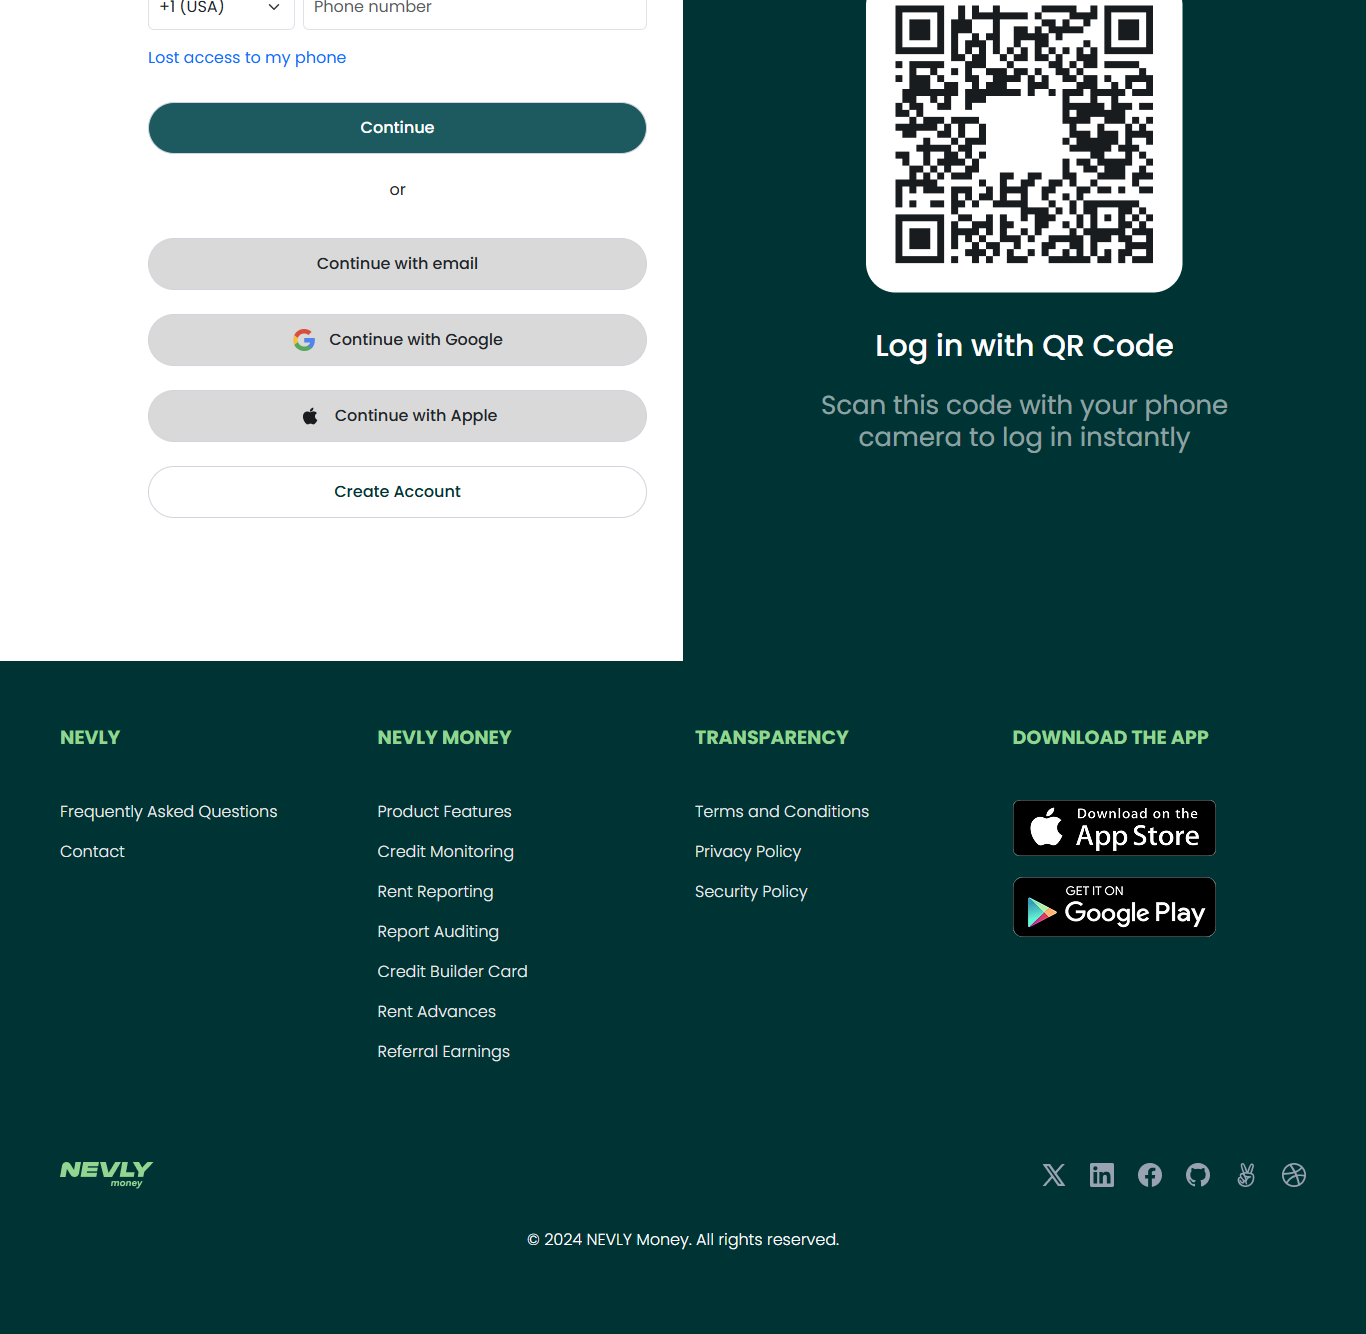 +1 (USA)
Phone number
Lost access to my phone
Continue
or
Continue with email
Continue with Google
Continue with Apple
Create Account
Log in with QR Code
Scan this code with your phone
camera to log in instantly
NEVLY
Frequently Asked Questions
Contact
NEVLY MONEY
Product Features
Credit Monitoring
Rent Reporting
Report Auditing
Credit Builder Card
Rent Advances
Referral Earnings
TRANSPARENCY
Terms and Conditions
Privacy Policy
Security Policy
DOWNLOAD THE APP
Download on the
App Store
GET IT ON
Google Play
NEVLY
money
© 2024 NEVLY Money. All rights reserved.